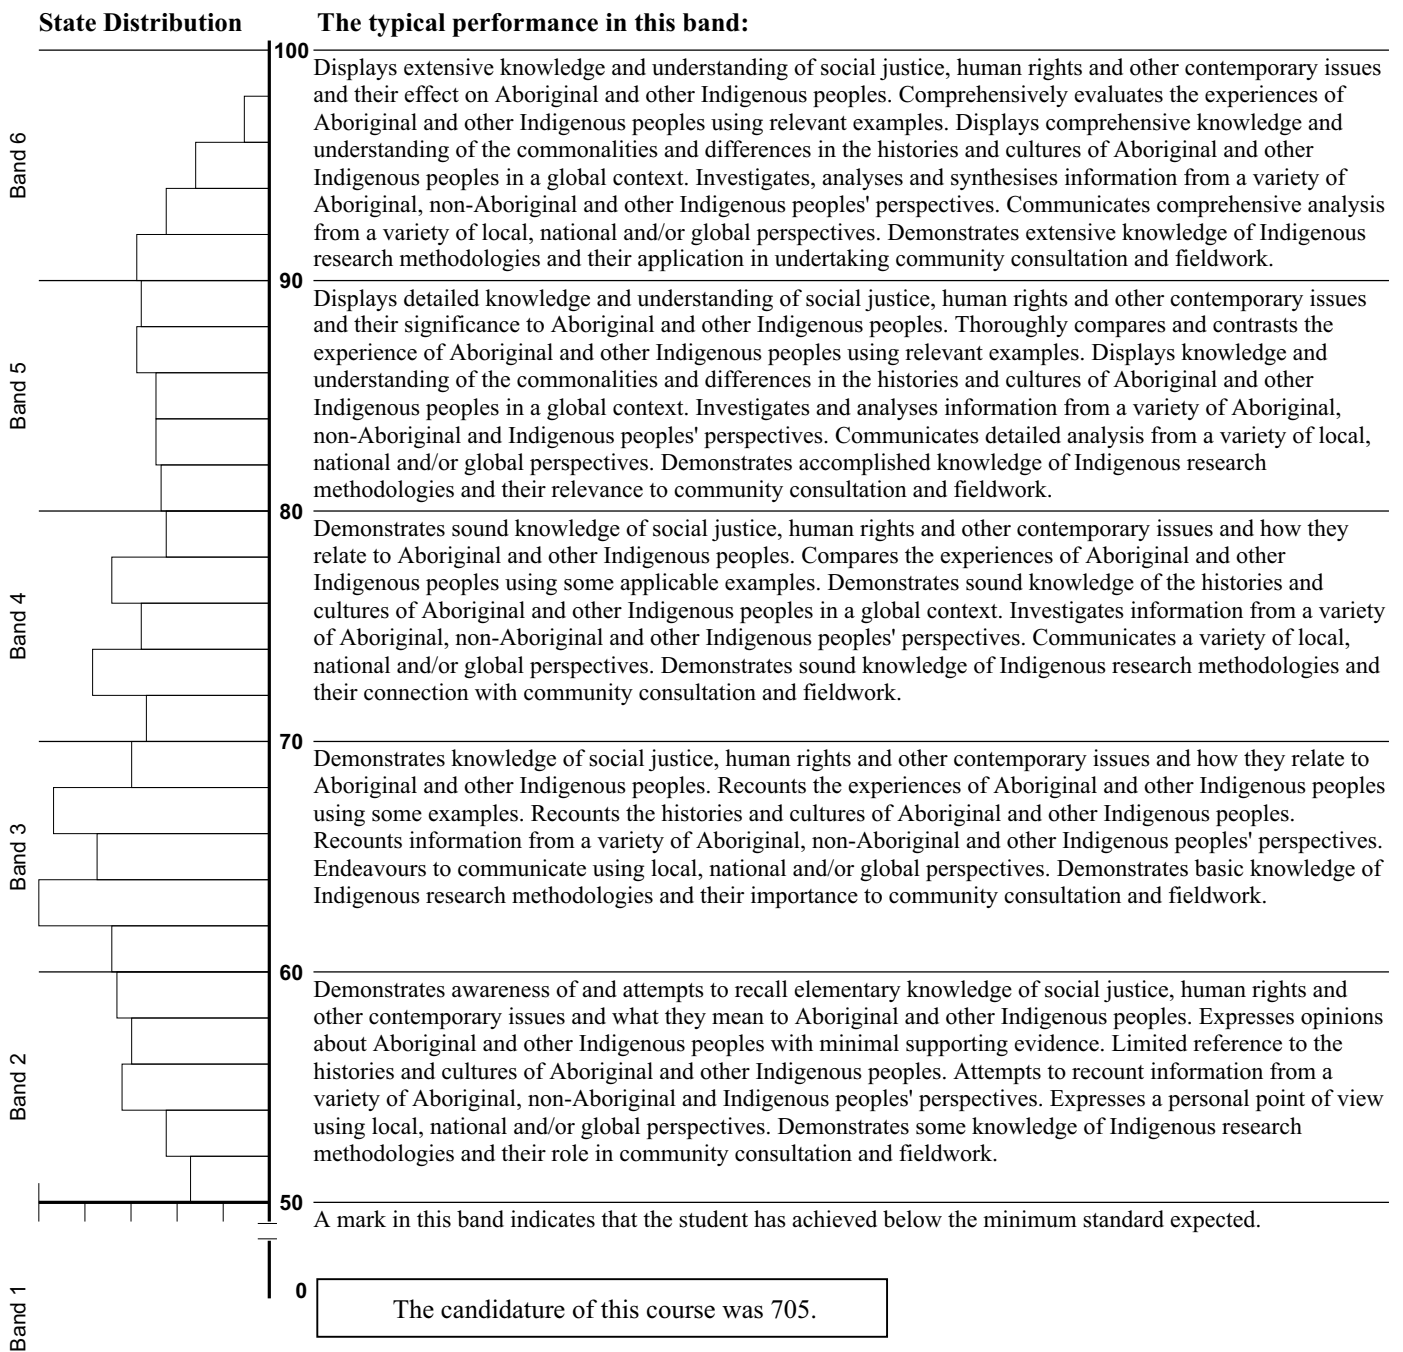 State Distribution
The typical performance in this band:
100
Displays extensive knowledge and understanding of social justice, human rights and other contemporary issues
and their effect on Aboriginal and other Indigenous peoples. Comprehensively evaluates the experiences of
Aboriginal and other Indigenous peoples using relevant examples. Displays comprehensive knowledge and
understanding of the commonalities and differences in the histories and cultures of Aboriginal and other
Indigenous peoples in a global context. Investigates, analyses and synthesises information from a variety of
Aboriginal, non-Aboriginal and other Indigenous peoples' perspectives. Communicates comprehensive analysis
from a variety of local, national and/or global perspectives. Demonstrates extensive knowledge of Indigenous
research methodologies and their application in undertaking community consultation and fieldwork.
Band 6
90
Displays detailed knowledge and understanding of social justice, human rights and other contemporary issues
and their significance to Aboriginal and other Indigenous peoples. Thoroughly compares and contrasts the
experience of Aboriginal and other Indigenous peoples using relevant examples. Displays knowledge and
understanding of the commonalities and differences in the histories and cultures of Aboriginal and other
Indigenous peoples in a global context. Investigates and analyses information from a variety of Aboriginal,
non-Aboriginal and Indigenous peoples' perspectives. Communicates detailed analysis from a variety of local,
national and/or global perspectives. Demonstrates accomplished knowledge of Indigenous research
methodologies and their relevance to community consultation and fieldwork.
Band 5
80
Demonstrates sound knowledge of social justice, human rights and other contemporary issues and how they
relate to Aboriginal and other Indigenous peoples. Compares the experiences of Aboriginal and other
Indigenous peoples using some applicable examples. Demonstrates sound knowledge of the histories and
cultures of Aboriginal and other Indigenous peoples in a global context. Investigates information from a variety
of Aboriginal, non-Aboriginal and other Indigenous peoples' perspectives. Communicates a variety of local,
national and/or global perspectives. Demonstrates sound knowledge of Indigenous research methodologies and
their connection with community consultation and fieldwork.
Band 4
70
Demonstrates knowledge of social justice, human rights and other contemporary issues and how they relate to
Aboriginal and other Indigenous peoples. Recounts the experiences of Aboriginal and other Indigenous peoples
using some examples. Recounts the histories and cultures of Aboriginal and other Indigenous peoples.
Recounts information from a variety of Aboriginal, non-Aboriginal and other Indigenous peoples' perspectives.
Endeavours to communicate using local, national and/or global perspectives. Demonstrates basic knowledge of
Indigenous research methodologies and their importance to community consultation and fieldwork.
Band 3
60
Demonstrates awareness of and attempts to recall elementary knowledge of social justice, human rights and
other contemporary issues and what they mean to Aboriginal and other Indigenous peoples. Expresses opinions
about Aboriginal and other Indigenous peoples with minimal supporting evidence. Limited reference to the
histories and cultures of Aboriginal and other Indigenous peoples. Attempts to recount information from a
variety of Aboriginal, non-Aboriginal and Indigenous peoples' perspectives. Expresses a personal point of view
using local, national and/or global perspectives. Demonstrates some knowledge of Indigenous research
methodologies and their role in community consultation and fieldwork.
Band 2
50
A mark in this band indicates that the student has achieved below the minimum standard expected.
0
Band 1
The candidature of this course was 705.